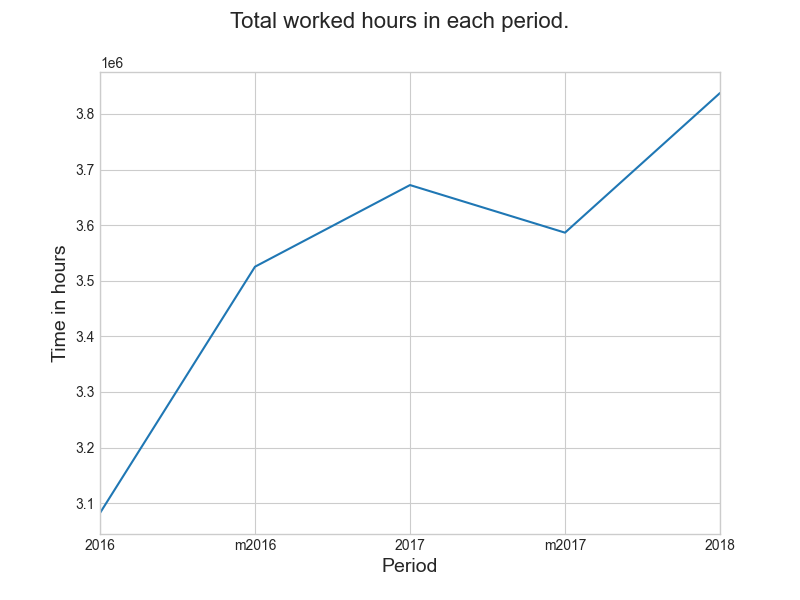 Total worked hours in each period.
1e6
3.8
3.7
3.6
3.5
3.4
3.3
3.2
3.1
Time in hours
2016 m2016 2017 m2017 2018
Period